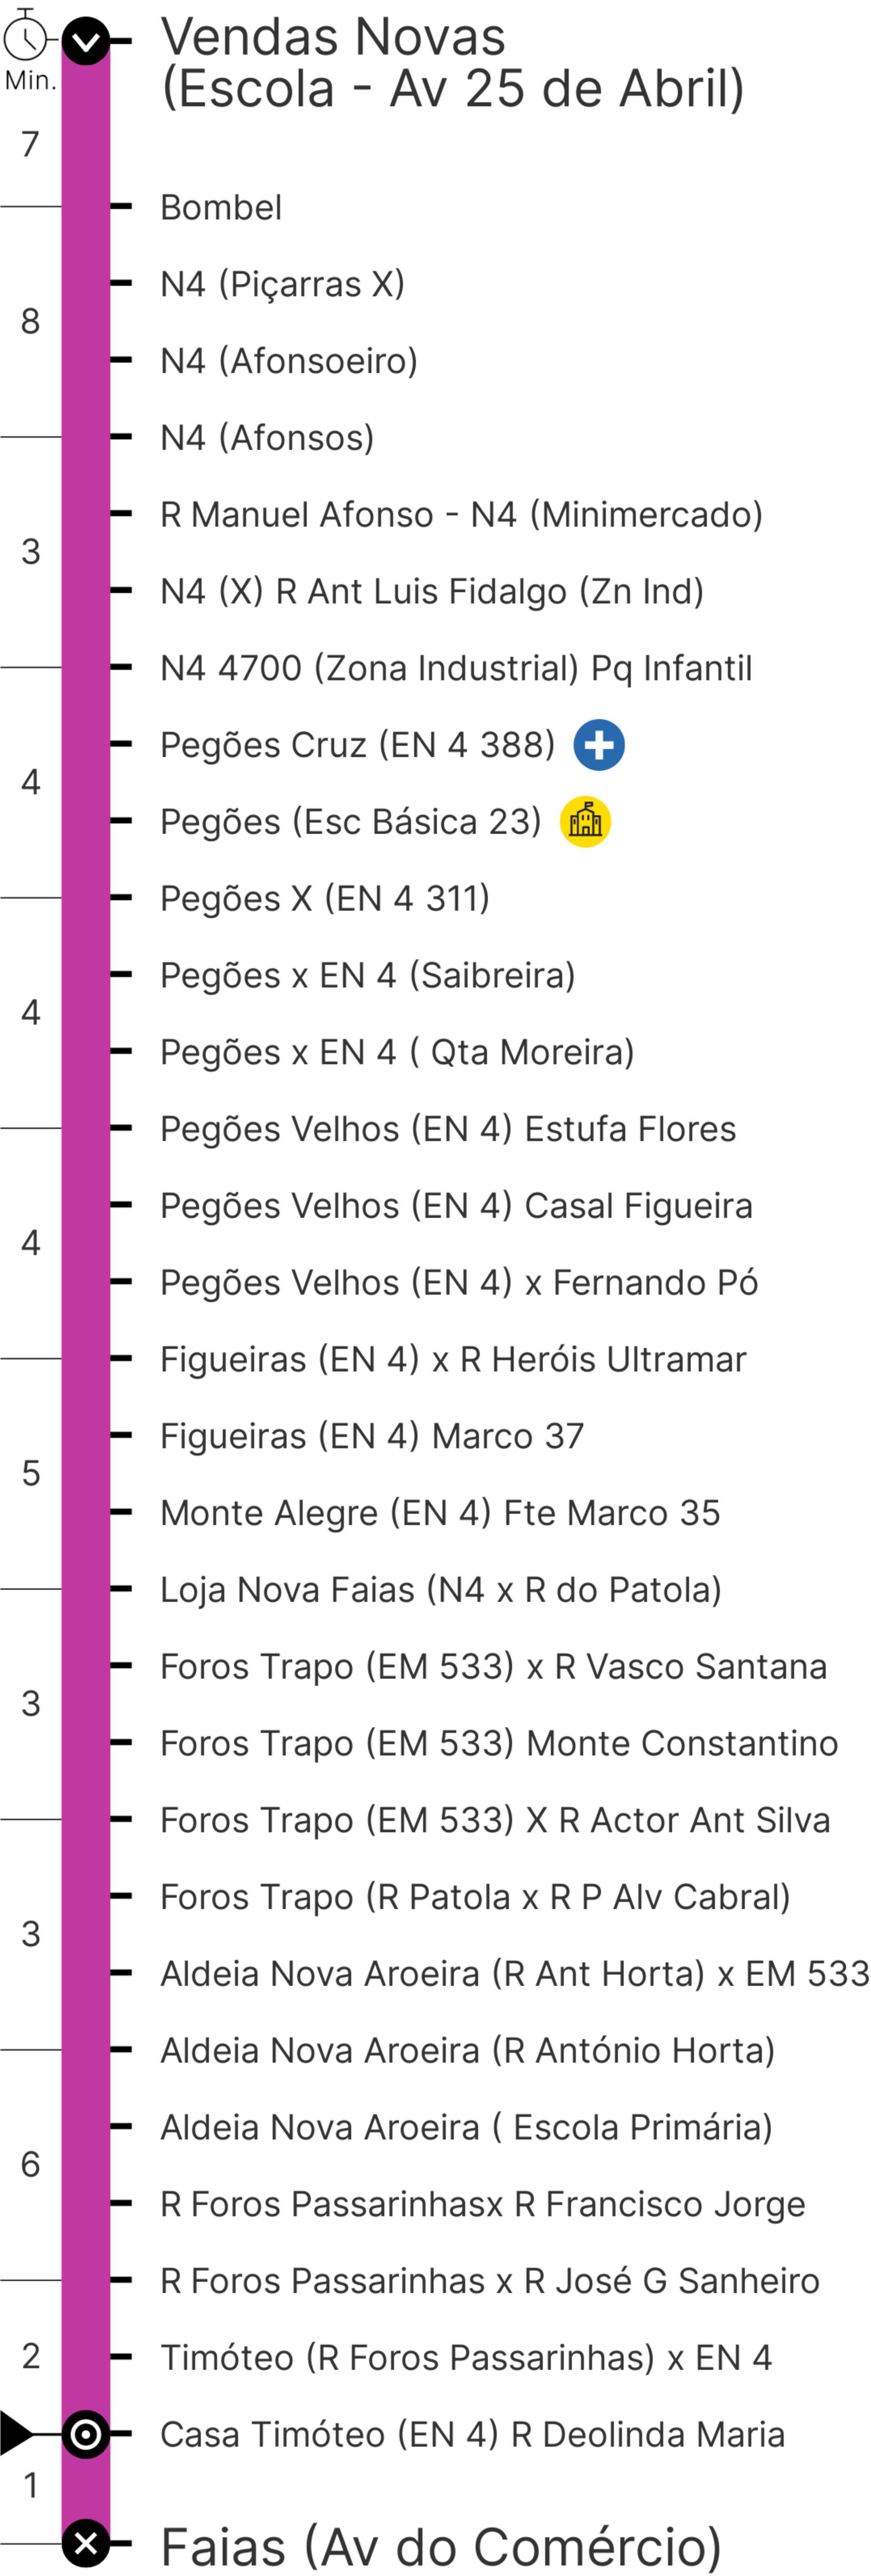 Vendas Novas
(Escola - Av 25 de Abril)
Min.
7
Bombel
N4 (Piçarras X)
8
N4 (Afonsoeiro)
N4 (Afonsos)
R Manuel Afonso - N4 (Minimercado)
3
N4 (X) R Ant Luis Fidalgo (Zn Ind)
N4 4700 (Zona Industrial) Pq Infantil
Pegões Cruz (EN 4 388)
4
Pegões (Esc Básica 23)
Pegões X (EN 4 311)
Pegões x EN 4 (Saibreira)
4
Pegões x EN 4 ( Qta Moreira)
Pegões Velhos (EN 4) Estufa Flores
Pegões Velhos (EN 4) Casal Figueira
4
Pegões Velhos (EN 4) x Fernando Pó
Figueiras (EN 4) x R Heróis Ultramar
Figueiras (EN 4) Marco 37
5
Monte Alegre (EN 4) Fte Marco 35
Loja Nova Faias (N4 x R do Patola)
Foros Trapo (EM 533) x R Vasco Santana
3
Foros Trapo (EM 533) Monte Constantino
Foros Trapo (EM 533) X R Actor Ant Silva
Foros Trapo (R Patola x R P Alv Cabral)
3
Aldeia Nova Aroeira (R Ant Horta) x EM 533
Aldeia Nova Aroeira (R António Horta)
Aldeia Nova Aroeira ( Escola Primária)
6
R Foros Passarinhasx R Francisco Jorge
R Foros Passarinhas x R José G Sanheiro
2
Timóteo (R Foros Passarinhas) x EN 4
Casa Timóteo (EN 4) R Deolinda Maria
1
Faias (Av do Comércio)